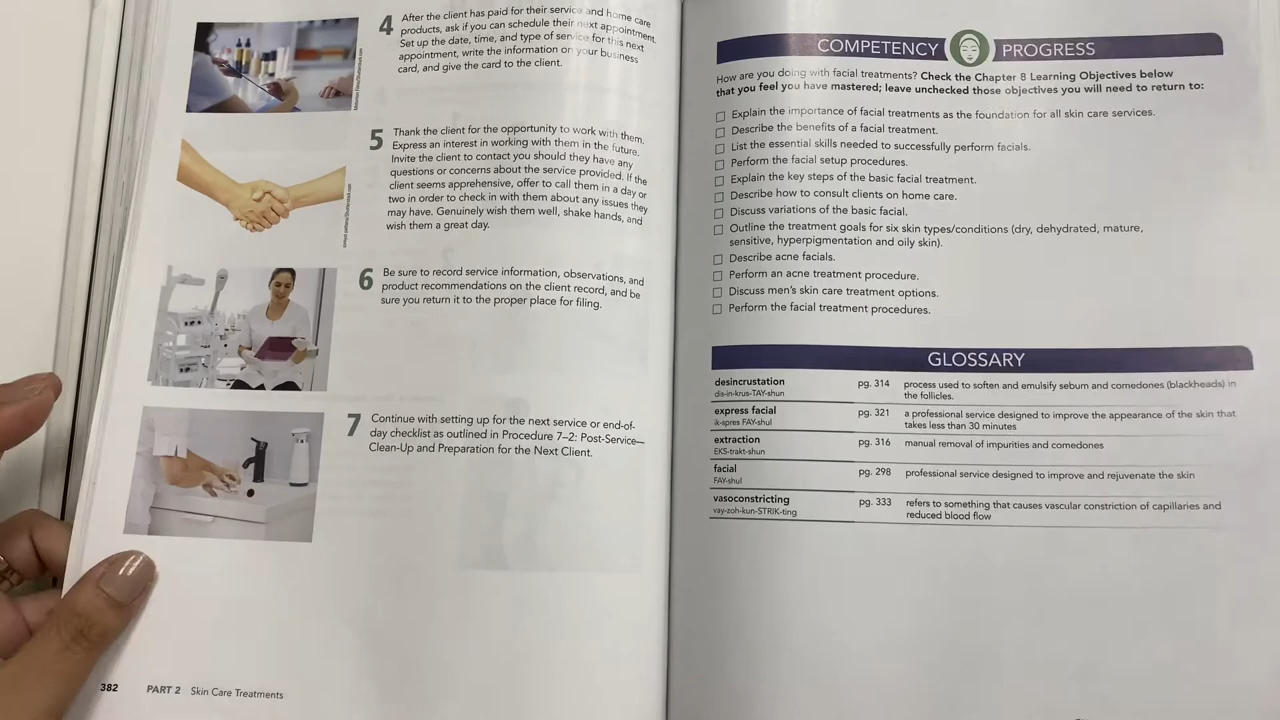 4
After the client has paid for their service and home care
products, ask if you can schedule their next appointment.
Set up the date, time, and type of service for this next
appointment, write the information on your business
card, and give the card to the client.
5
Thank the client for the opportunity to work with them.
Express an interest in working with them in the future.
Invite the client to contact you should they have any
questions or concerns about the service provided. If the
client seems apprehensive, offer to call them in a day or
two in order to check in with them about any issues they
may have. Genuinely wish them well, shake hands, and
wish them a great day.
6
Be sure to record service information, observations, and
product recommendations on the client record, and be
sure you return it to the proper place for filing.
7
Continue with setting up for the next service or end-of-
day checklist as outlined in Procedure 7–2: Post-Service—
Clean-Up and Preparation for the Next Client.
382 PART 2 Skin Care Treatments
COMPETENCY PROGRESS
How are you doing with facial treatments? Check the Chapter 8 Learning Objectives below
that you feel you have mastered; leave unchecked those objectives you will need to return to:
Explain the importance of facial treatments as the foundation for all skin care services.
Describe the benefits of a facial treatment.
List the essential skills needed to successfully perform facials.
Perform the facial setup procedures.
Explain the key steps of the basic facial treatment.
Describe how to consult clients on home care.
Discuss variations of the basic facial.
Outline the treatment goals for six skin types/conditions (dry, dehydrated, mature,
sensitive, hyperpigmentation and oily skin).
Describe acne facials.
Perform an acne treatment procedure.
Discuss men's skin care treatment options.
Perform the facial treatment procedures.
GLOSSARY
desincrustation pg. 314 process used to soften and emulsify sebum and comedones (blackheads) in
dis-in-krus-TAY-shun the follicles.
express facial pg. 321 a professional service designed to improve the appearance of the skin that
ik-spres FAY-shul takes less than 30 minutes
extraction pg. 316 manual removal of impurities and comedones
EKS-trakt-shun
facial pg. 298 professional service designed to improve and rejuvenate the skin
FAY-shul
vasoconstricting pg. 333 refers to something that causes vascular constriction of capillaries and
vay-zoh-kun-STRIK-ting reduced blood flow